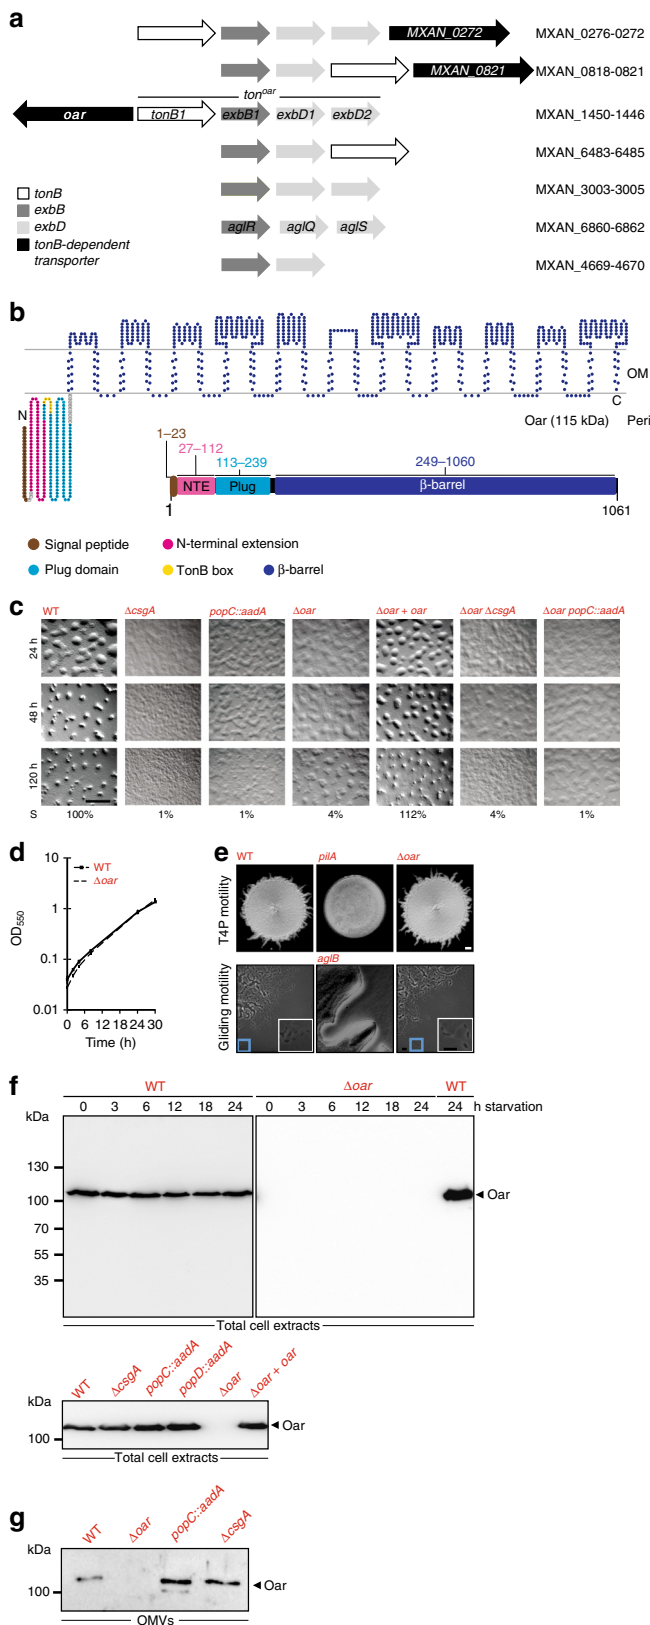 a
MXAN_0272 MXAN_0276-0272
MXAN_0821 MXAN_0818-0821
ton^oar
oar tonB1 exbB1 exbD1 exbD2 MXAN_1450-1446
MXAN_6483-6485
tonB
exbB
exbD
tonB-dependent
transporter
MXAN_3003-3005
aglR aglQ aglS MXAN_6860-6862
MXAN_4669-4670
b
OM
C
N
Oar (115 kDa) Peri
1–23
27–112
113–239 249–1060
NTE Plug β-barrel
1 1061
Signal peptide N-terminal extension
Plug domain TonB box β-barrel
c
WT ΔcsgA popC::aadA Δoar Δoar + oar Δoar ΔcsgA Δoar popC::aadA
24 h
48 h
120 h
S 100% 1% 1% 4% 112% 4% 1%
d
WT
Δoar
OD₅₅₀
10
1
0.1
0.01
0 6 12 18 24 30
Time (h)
e
WT pilA Δoar
T4P motility
aglB
Gliding motility
f
WT Δoar WT
0 3 6 12 18 24 0 3 6 12 18 24 24 h starvation
kDa
130
100
70
55
35
Oar
Total cell extracts
WT ΔcsgA popC::aadA popD::aadA Δoar Δoar + oar
kDa
100
Oar
Total cell extracts
g
WT Δoar popC::aadA ΔcsgA
kDa
100
Oar
OMVs